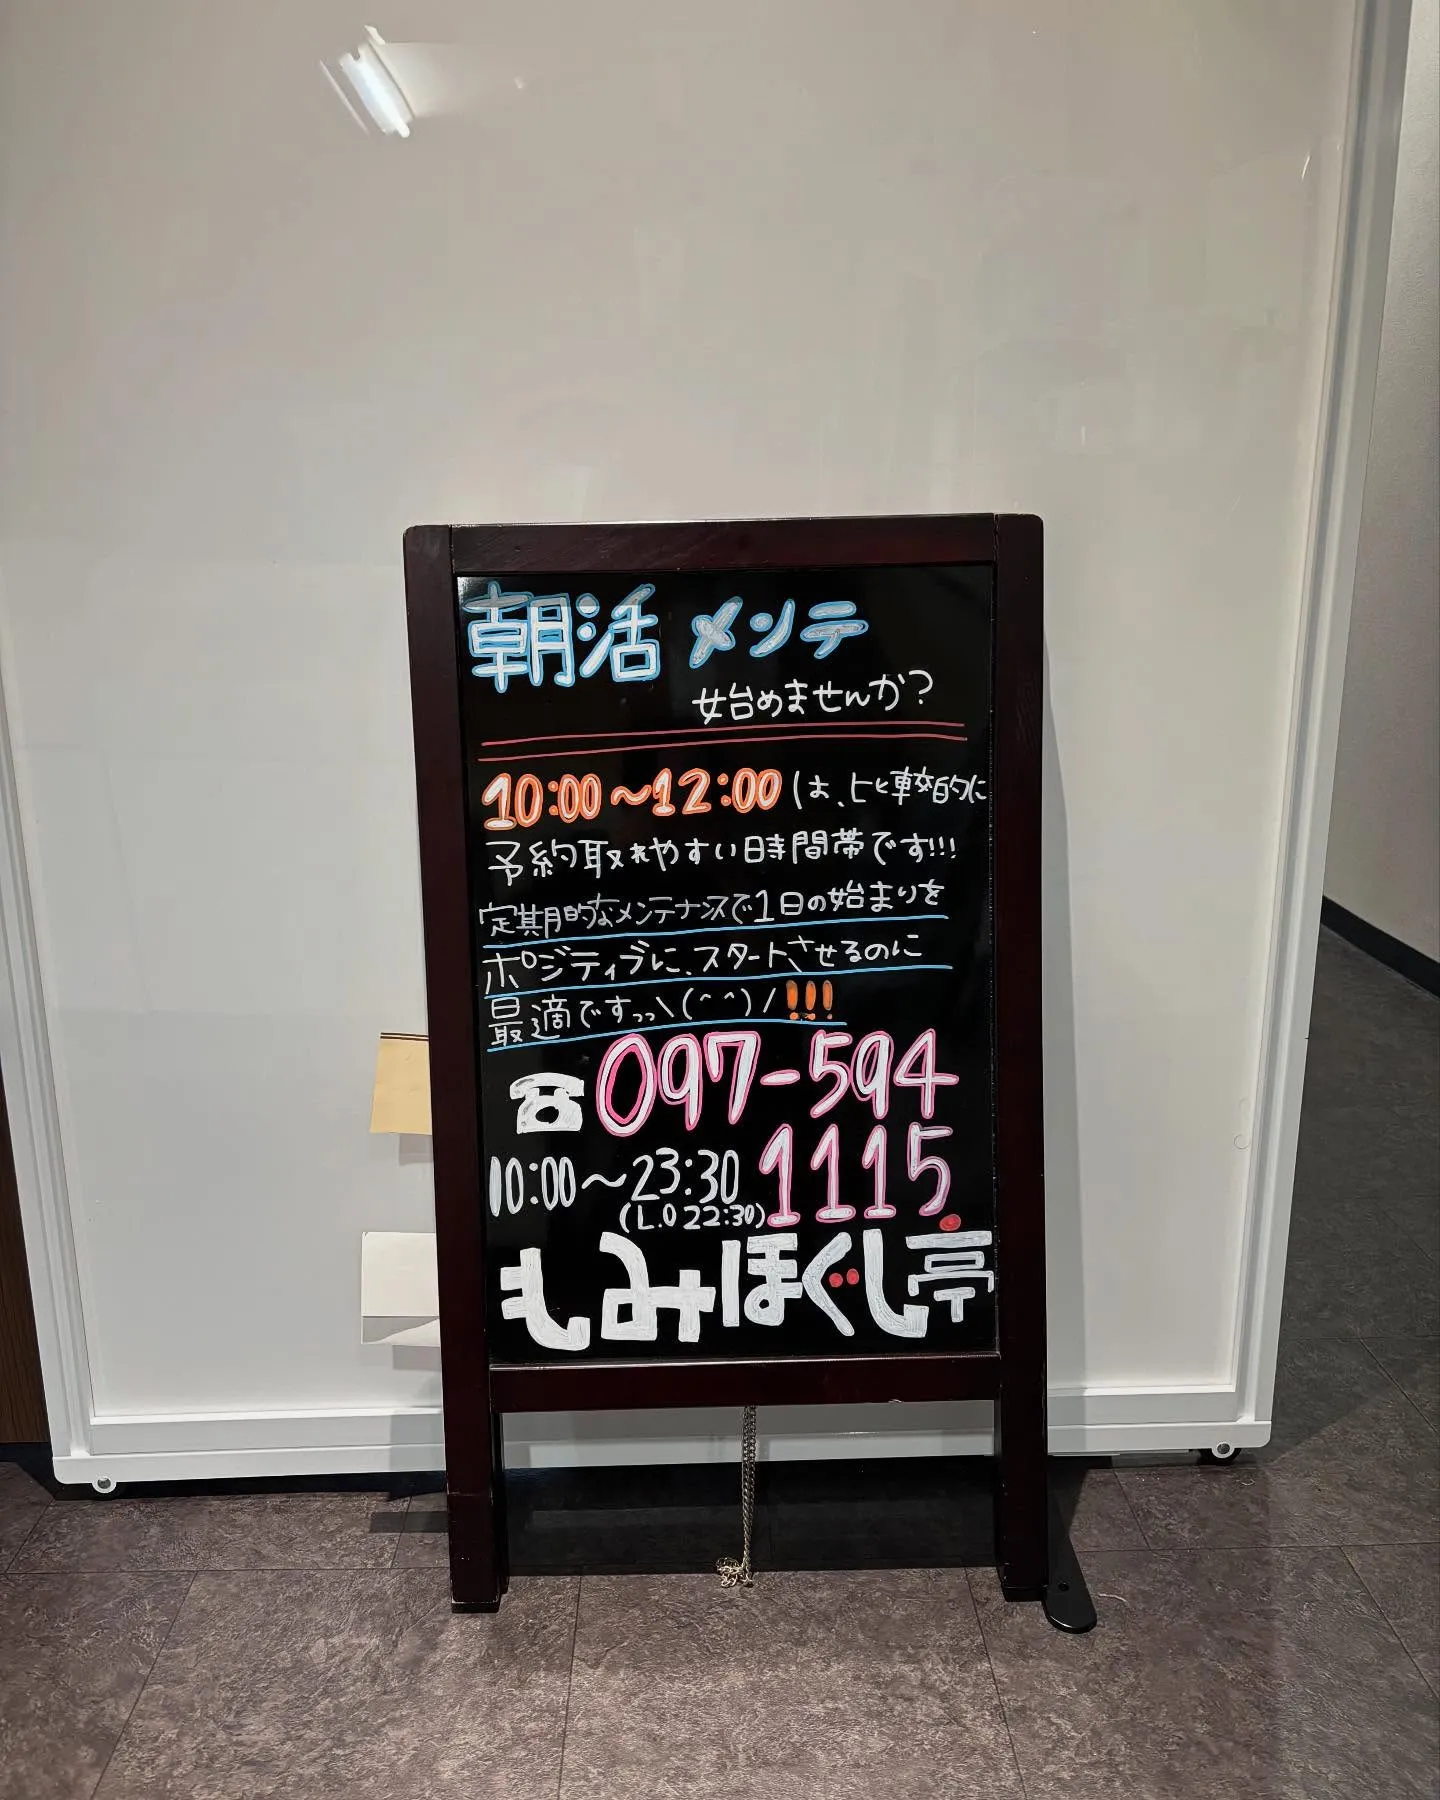 朝活メンテ
始めませんか?
10:00〜12:00は、比較的に
予約取れやすい時間帯です!!!
定期的なメンテナンスで1日の始まりを
ポジティブに、スタートさせるのに
最適ですっっ\(^^)/!!!
☎097-594
10:00〜23:30 1115
(L.O 22:30)
もみほぐし亭